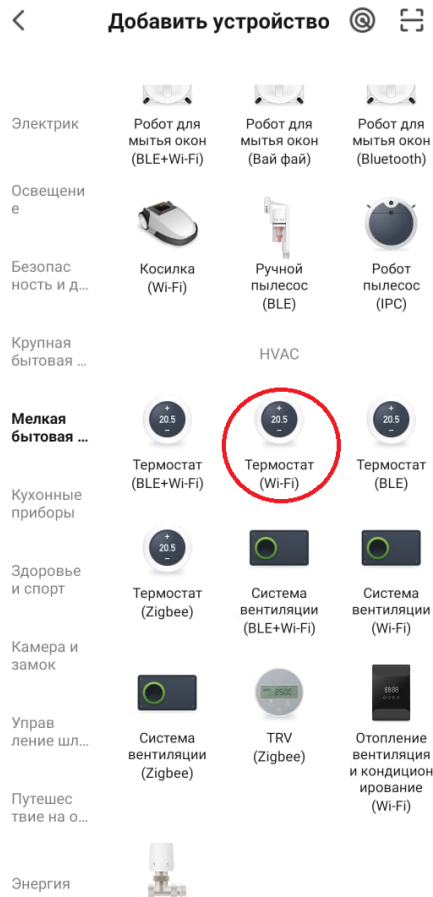 Добавить устройство
Электрик
Освещени
е
Безопас
ность и д...
Крупная
бытовая ...
Мелкая
бытовая ...
Кухонные
приборы
Здоровье
и спорт
Камера и
замок
Управ
ление шл...
Путешес
твие на о...
Энергия
Робот для
мытья окон
(BLE+Wi-Fi)
Робот для
мытья окон
(Вай фай)
Робот для
мытья окон
(Bluetooth)
Косилка
(Wi-Fi)
Ручной
пылесос
(BLE)
Робот
пылесос
(IPC)
HVAC
20.5
Термостат
(BLE+Wi-Fi)
20.5
Термостат
(Wi-Fi)
20.5
Термостат
(BLE)
20.5
Термостат
(Zigbee)
Система
вентиляции
(BLE+Wi-Fi)
Система
вентиляции
(Wi-Fi)
Система
вентиляции
(Zigbee)
TRV
(Zigbee)
8888
Отопление
вентиляция
и кондицион
ирование
(Wi-Fi)